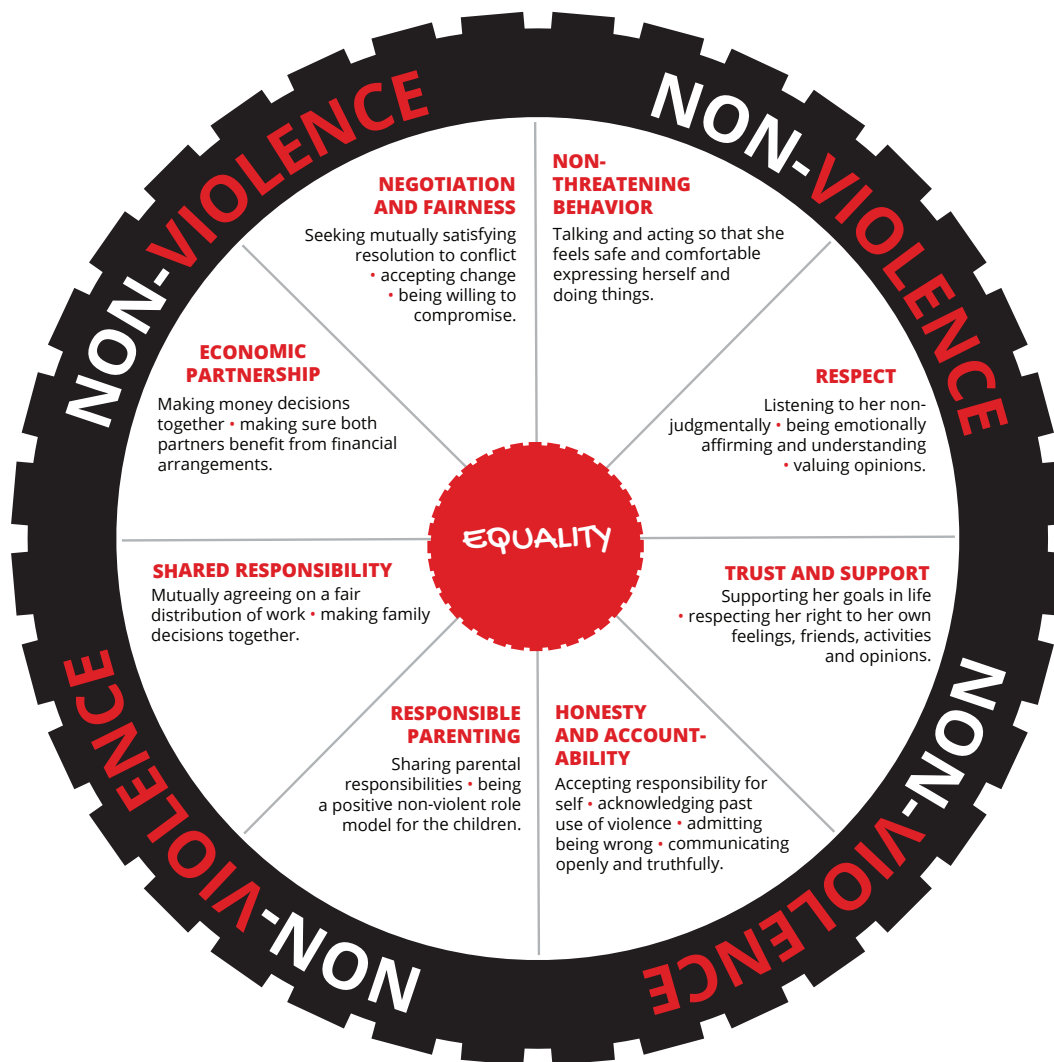 NON-VIOLENCE
NON-VIOLENCE
NEGOTIATION
AND FAIRNESS
Seeking mutually satisfying
resolution to conflict
• accepting change
• being willing to
compromise.
NON-
THREATENING
BEHAVIOR
Talking and acting so that she
feels safe and comfortable
expressing herself and
doing things.
ECONOMIC
PARTNERSHIP
Making money decisions
together • making sure both
partners benefit from financial
arrangements.
RESPECT
Listening to her non-
judgmentally • being emotionally
affirming and understanding
• valuing opinions.
EQUALITY
SHARED RESPONSIBILITY
Mutually agreeing on a fair
distribution of work • making family
decisions together.
TRUST AND SUPPORT
Supporting her goals in life
• respecting her right to her own
feelings, friends, activities
and opinions.
RESPONSIBLE
PARENTING
Sharing parental
responsibilities • being
a positive non-violent role
model for the children.
HONESTY
AND ACCOUNT-
ABILITY
Accepting responsibility for
self • acknowledging past
use of violence • admitting
being wrong • communicating
openly and truthfully.
NON-VIOLENCE
NON-VIOLENCE